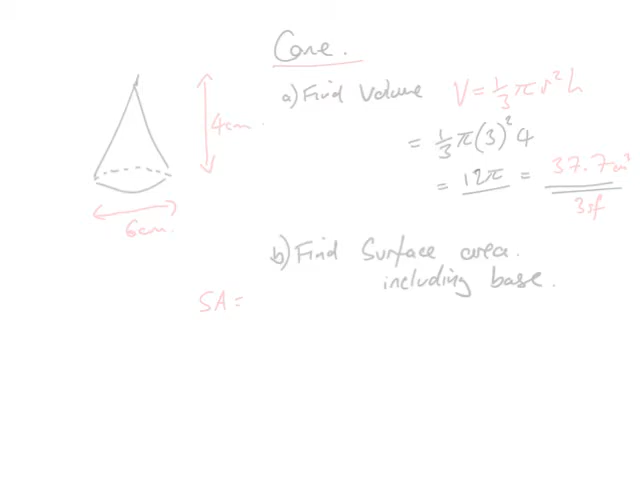 Cone.
a) Find Volume V = 1/3 π r² h
4cm.
= 1/3 π (3)² 4
= 12π = 37.7cm³
3sf
6cm.
b) Find Surface area.
including base.
SA =